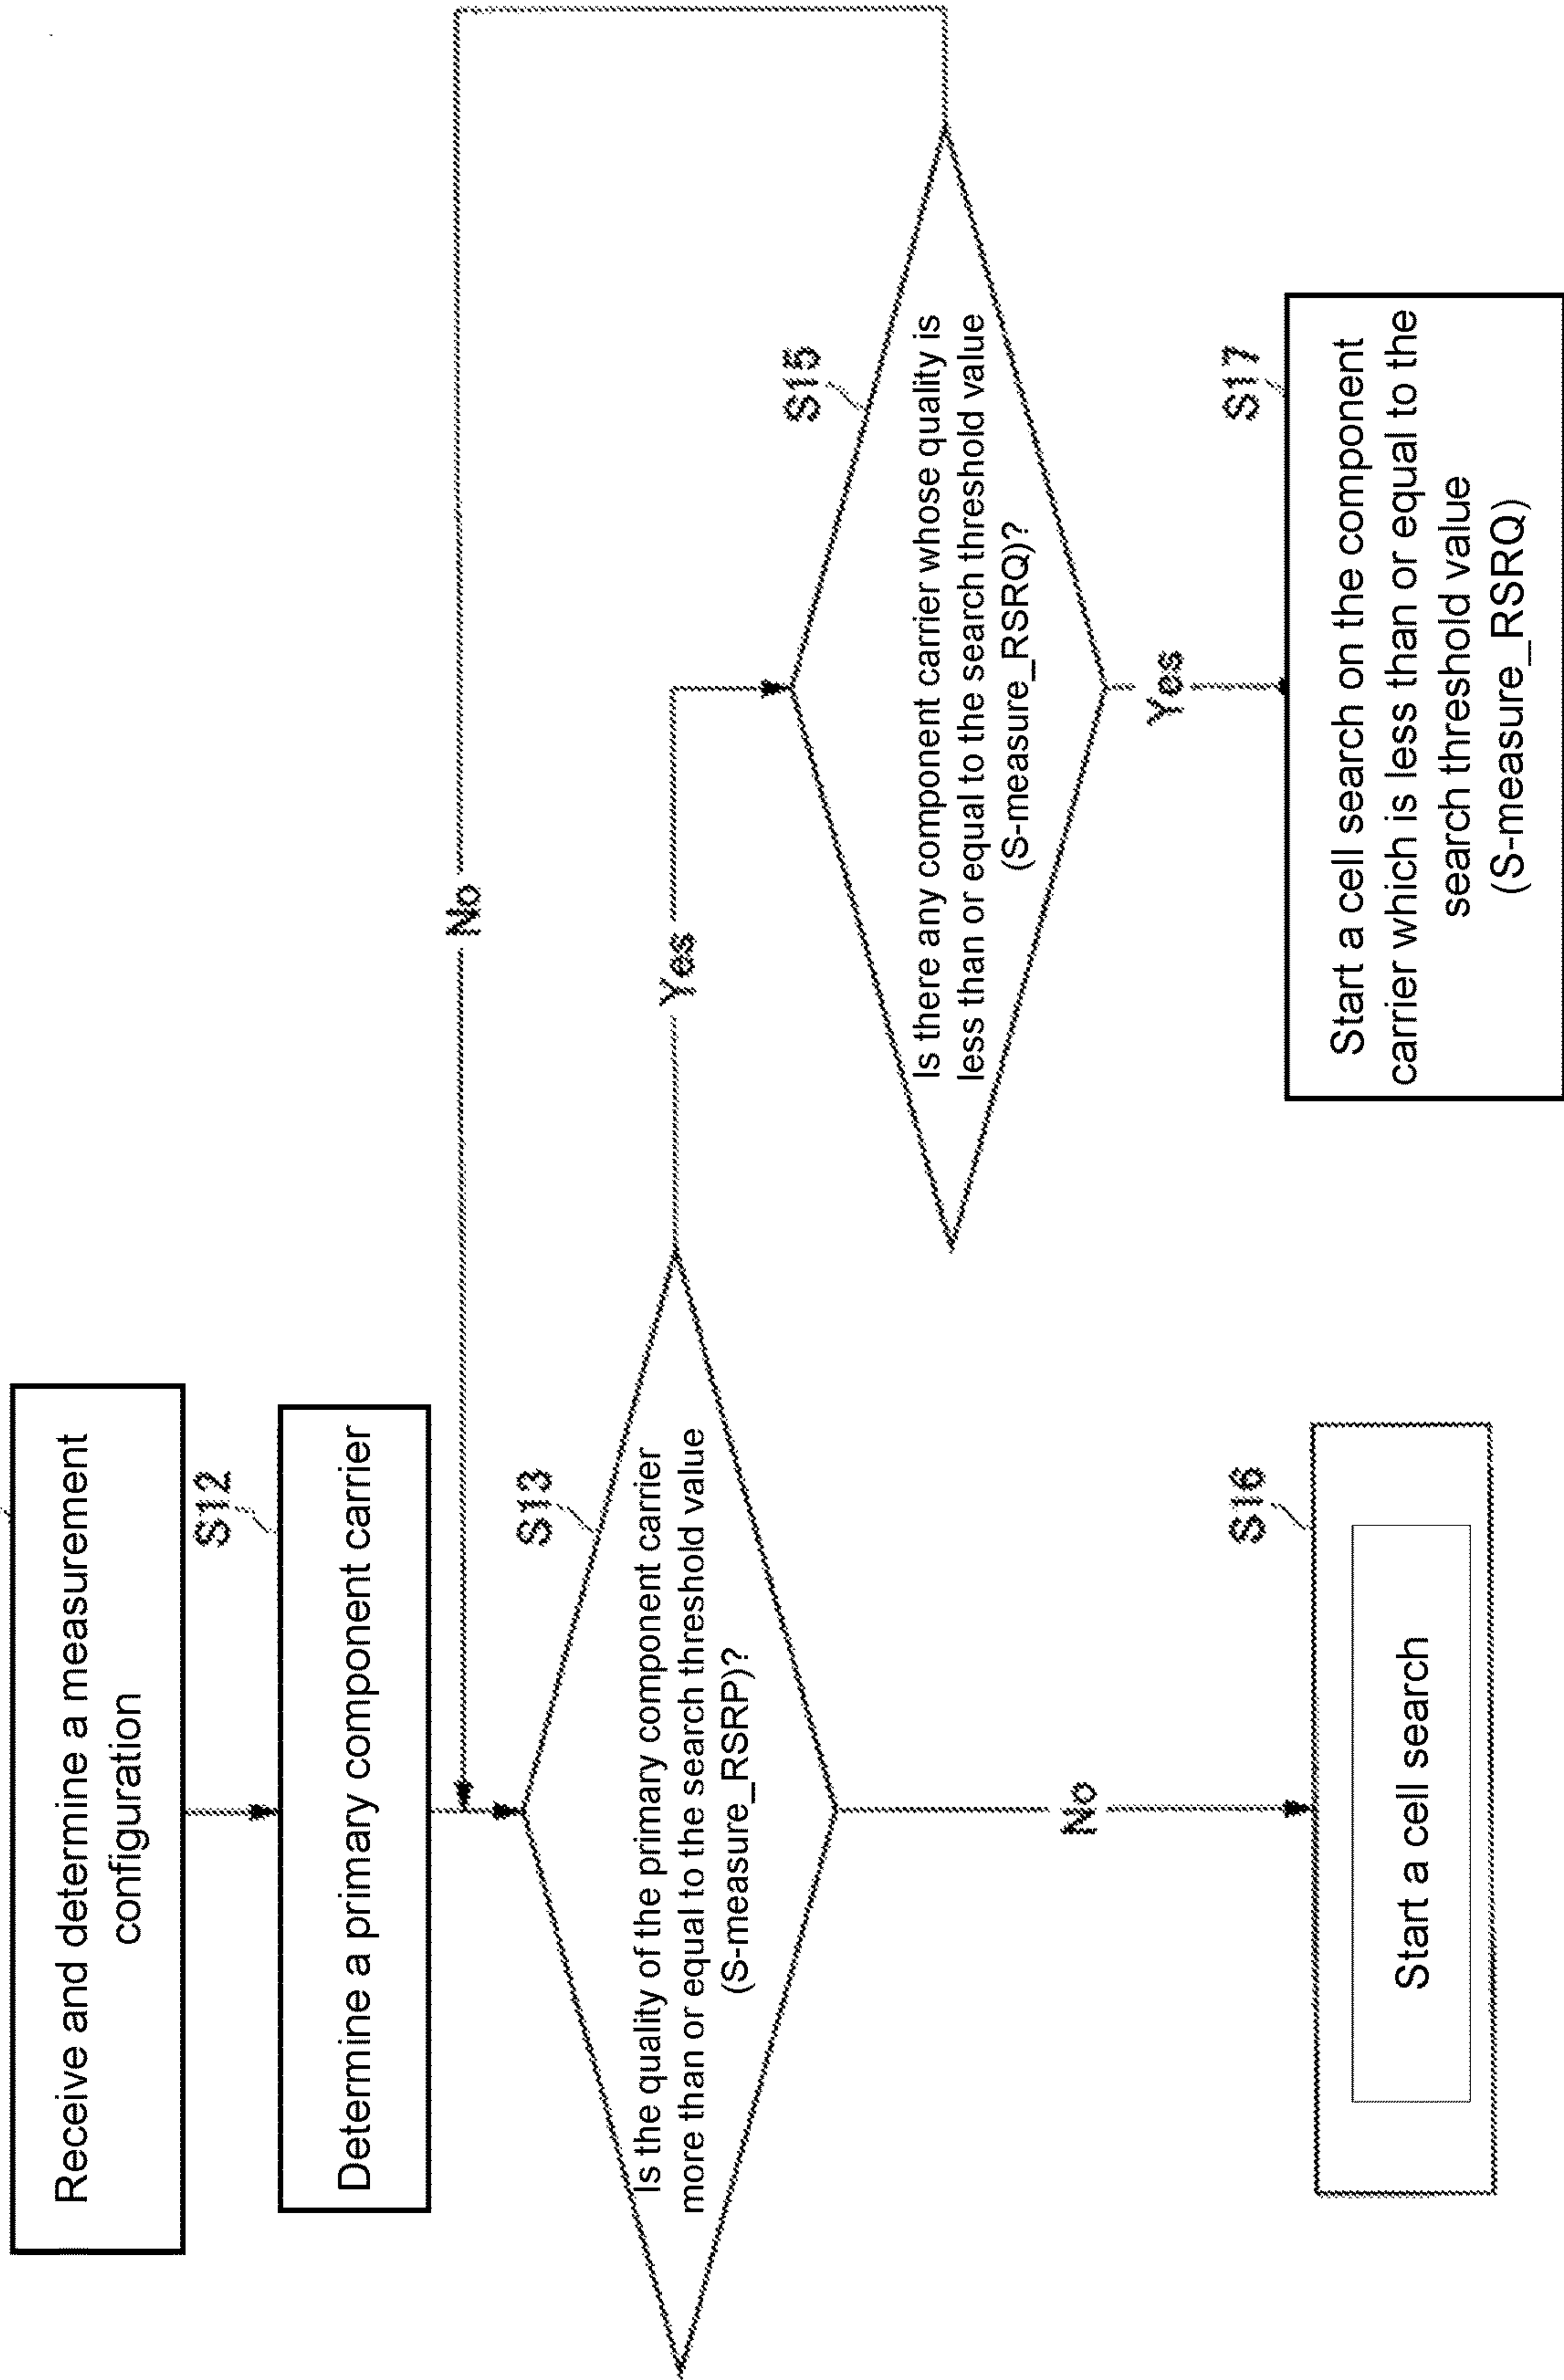 Receive and determine a measurement
configuration
S12
Determine a primary component carrier
S13
Is the quality of the primary component carrier
more than or equal to the search threshold value
(S-measure_RSRP)?
No
Yes
S15
Is there any component carrier whose quality is
less than or equal to the search threshold value
(S-measure_RSRQ)?
No
Yes
S16
Start a cell search
S17
Start a cell search on the component
carrier which is less than or equal to the
search threshold value
(S-measure_RSRQ)